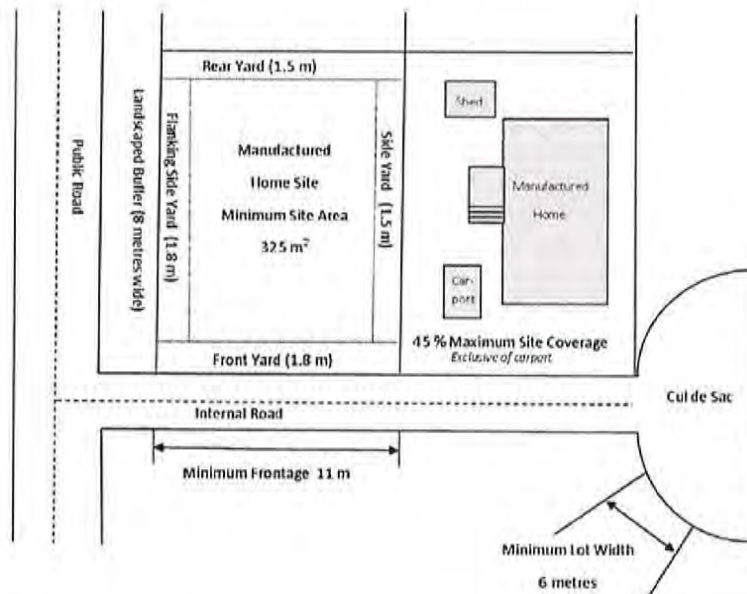 Rear Yard (1.5 m)
Public Road
Landscaped Buffer (8 metres wide)
Flanking Side Yard (1.8 m)
Manufactured
Home Site
Minimum Site Area
325 m²
Side Yard (1.5 m)
Shed
Manufactured
Home
Car-
port
45 % Maximum Site Coverage
Exclusive of carport
Front Yard (1.8 m)
Internal Road
Cul de Sac
Minimum Frontage 11 m
Minimum Lot Width
6 metres